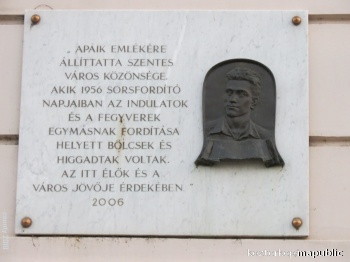 „APÁIK EMLÉKÉRE
ÁLLÍTTATTA SZENTES
VÁROS KÖZÖNSÉGE,
AKIK 1956 SORSFORDÍTÓ
NAPJAIBAN AZ INDULATOK
ÉS A FEGYVEREK
EGYMÁSNAK FORDÍTÁSA
HELYETT BÖLCSEK ÉS
HIGGADTAK VOLTAK.
AZ ITT ÉLŐK ÉS A
VÁROS JÖVŐJE ÉRDEKÉBEN."
2006
mapublic